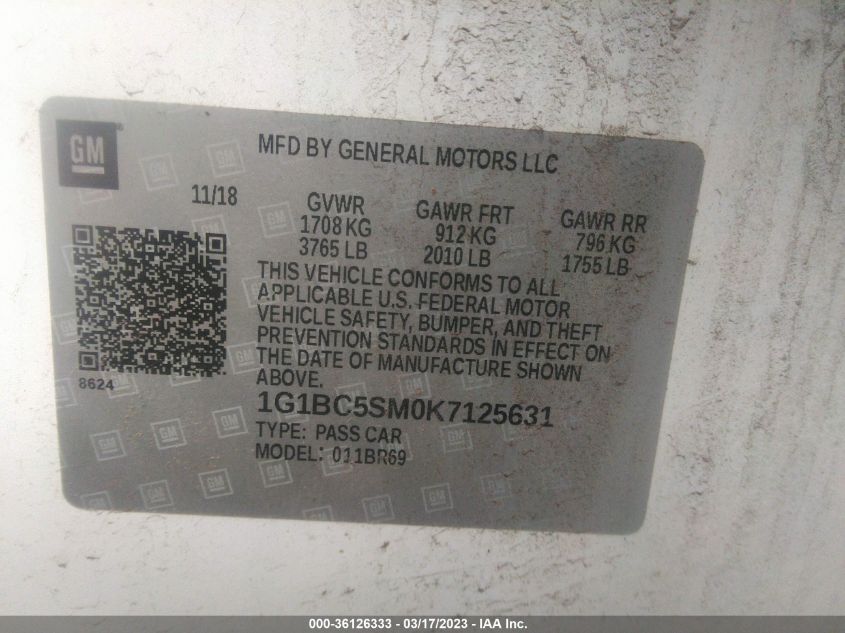 GM
MFD BY GENERAL MOTORS LLC
11/18
GVWR
1708 KG
3765 LB
GAWR FRT
912 KG
2010 LB
GAWR RR
796 KG
1755 LB
THIS VEHICLE CONFORMS TO ALL
APPLICABLE U.S. FEDERAL MOTOR
VEHICLE SAFETY, BUMPER, AND THEFT
PREVENTION STANDARDS IN EFFECT ON
THE DATE OF MANUFACTURE SHOWN
ABOVE.
8624
1G1BC5SM0K7125631
TYPE: PASS CAR
MODEL: 011BR69
000-36126333 - 03/17/2023 - IAA Inc.